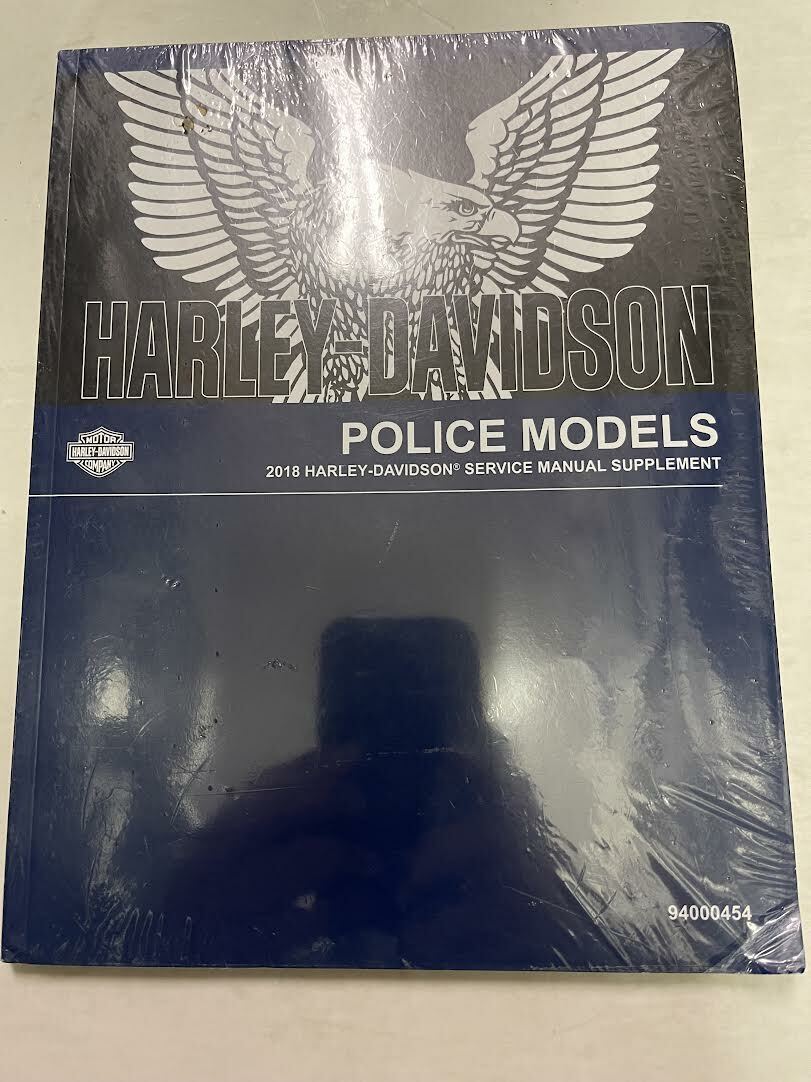 HARLEY-DAVIDSON
MOTOR
HARLEY-DAVIDSON
COMPANY
POLICE MODELS
2018 HARLEY-DAVIDSON® SERVICE MANUAL SUPPLEMENT
94000454